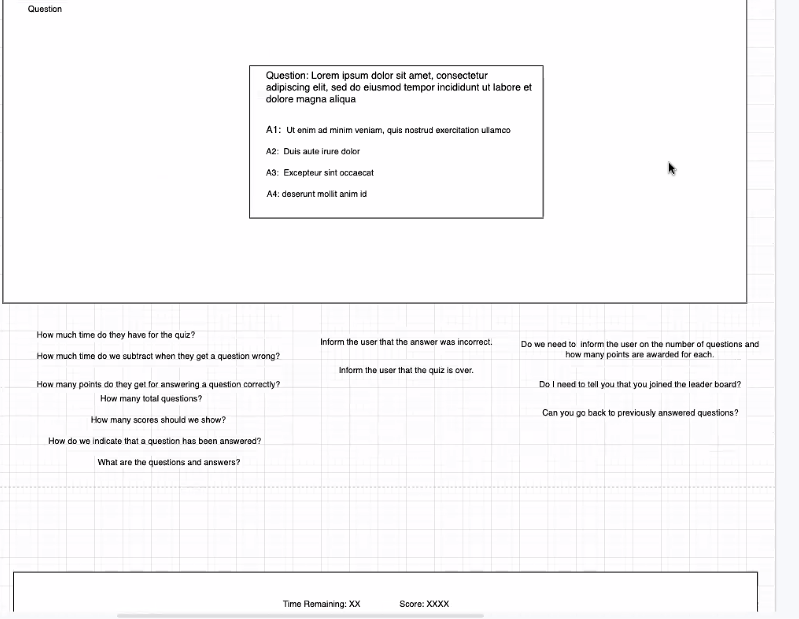 Question
Question: Lorem ipsum dolor sit amet, consectetur
adipiscing elit, sed do eiusmod tempor incididunt ut labore et
dolore magna aliqua
A1: Ut enim ad minim veniam, quis nostrud exercitation ullamco
A2: Duis aute irure dolor
A3: Excepteur sint occaecat
A4: deserunt mollit anim id
How much time do they have for the quiz?
How much time do we subtract when they get a question wrong?
How many points do they get for answering a question correctly?
How many total questions?
How many scores should we show?
How do we indicate that a question has been answered?
What are the questions and answers?
Inform the user that the answer was incorrect.
Inform the user that the quiz is over.
Do we need to inform the user on the number of questions and
how many points are awarded for each.
Do I need to tell you that you joined the leader board?
Can you go back to previously answered questions?
Time Remaining: XX
Score: XXXX